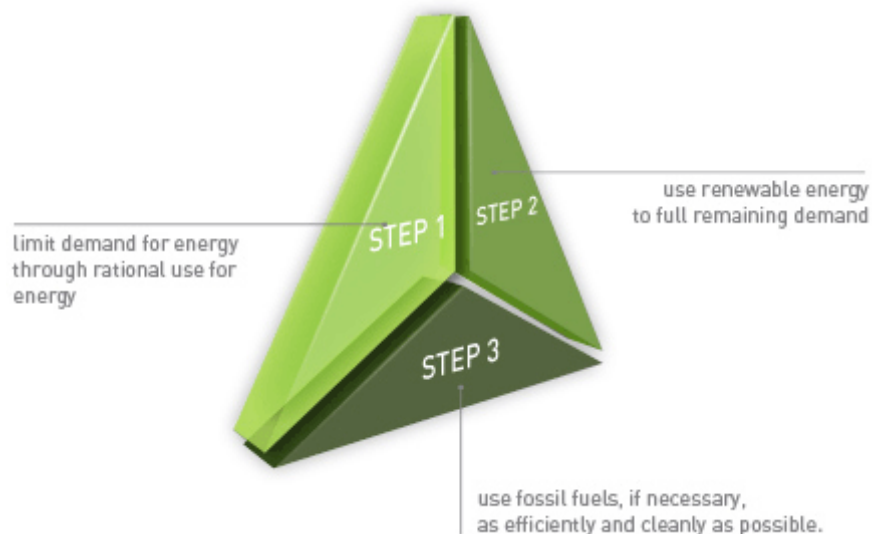 STEP 1
limit demand for energy
through rational use for
energy
STEP 2
use renewable energy
to full remaining demand
STEP 3
use fossil fuels, if necessary,
as efficiently and cleanly as possible.